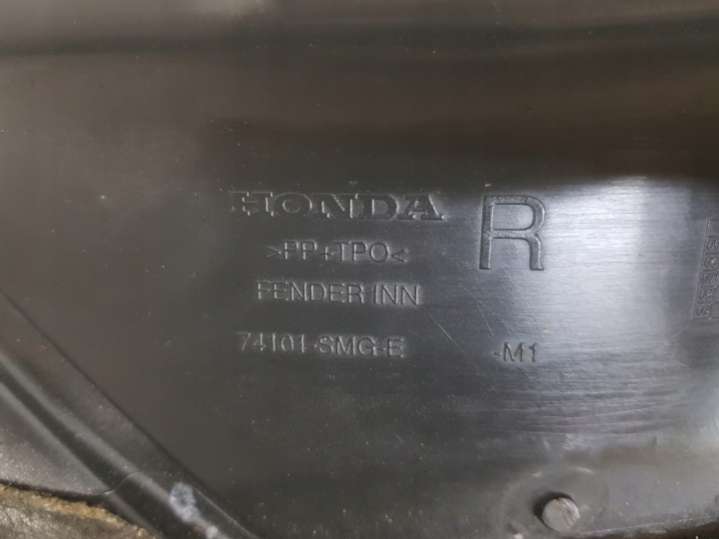 HONDA R
>PP+TPO<
FENDER INN
74101-SMG-E -M1